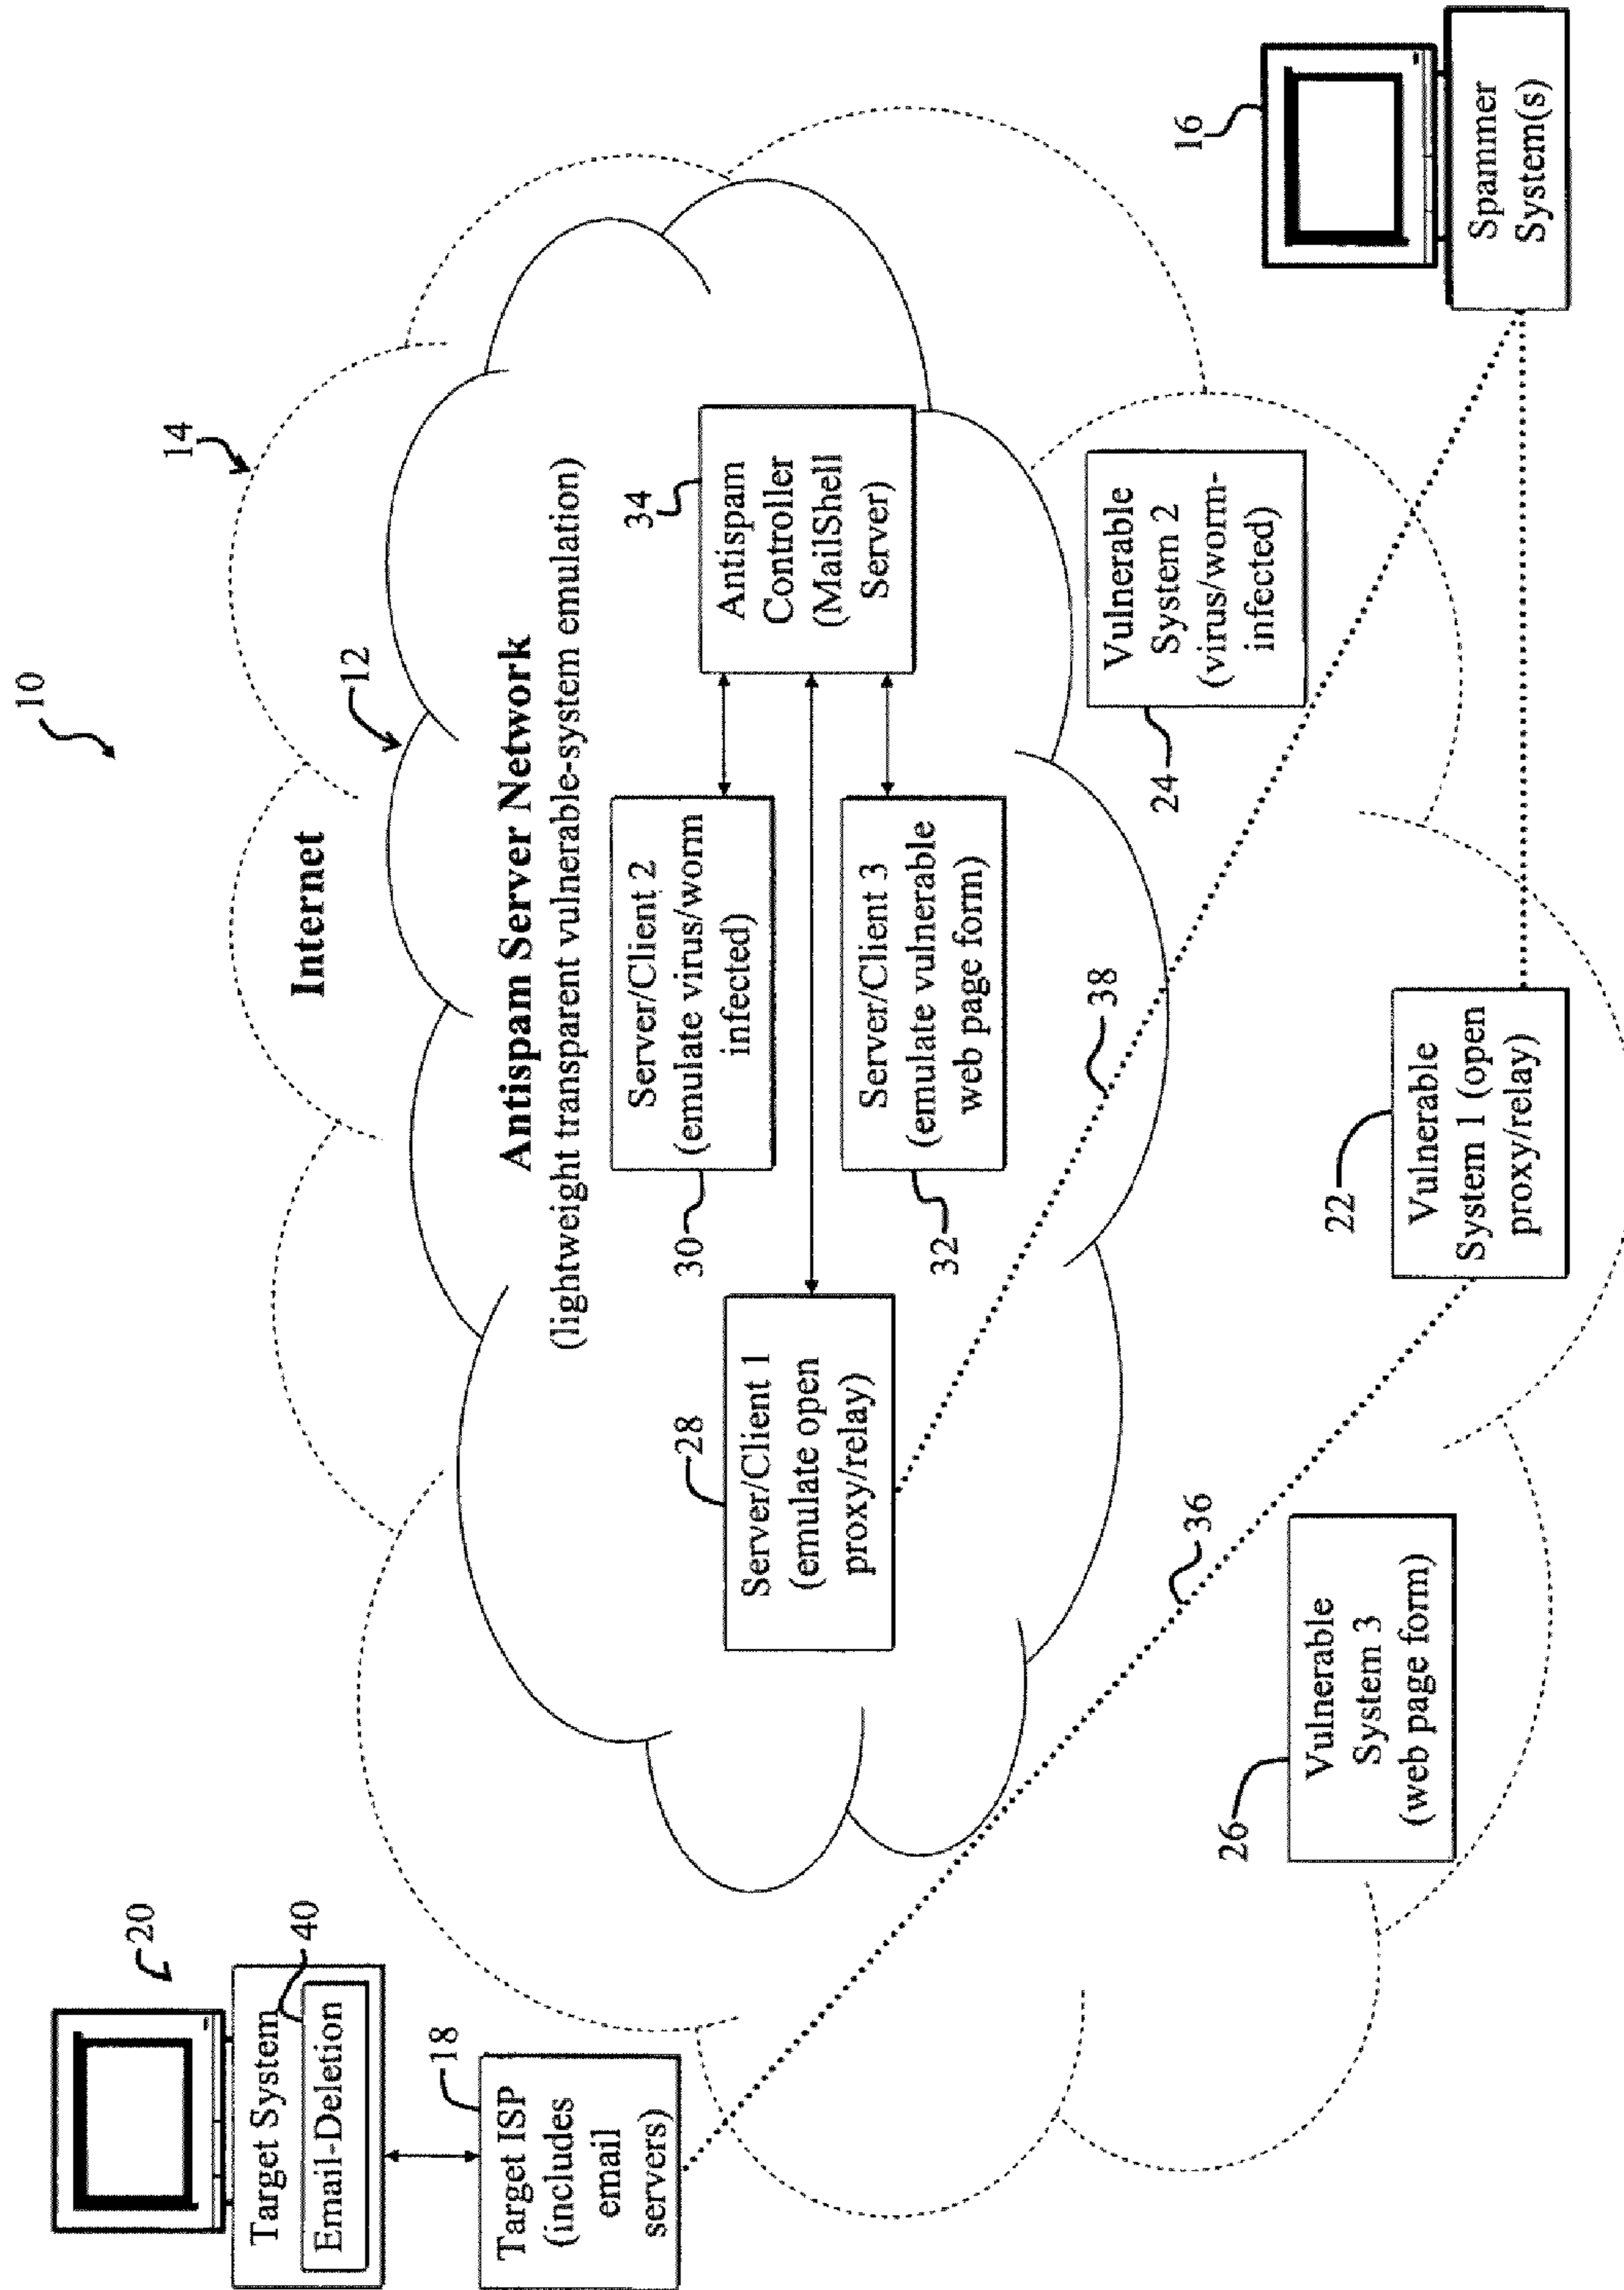 10
14
Internet
12
Antispam Server Network
(lightweight transparent vulnerable-system emulation)
20
Target System
40
Email-Deletion
18
Target ISP
(includes
email
servers)
28
Server/Client 1
(emulate open
proxy/relay)
30
Server/Client 2
(emulate virus/worm
infected)
32
Server/Client 3
(emulate vulnerable
web page form)
34
Antispam
Controller
(MailShell
Server)
16
Spammer
System(s)
38
36
26
Vulnerable
System 3
(web page form)
22
Vulnerable
System 1 (open
proxy/relay)
24
Vulnerable
System 2
(virus/worm-
infected)